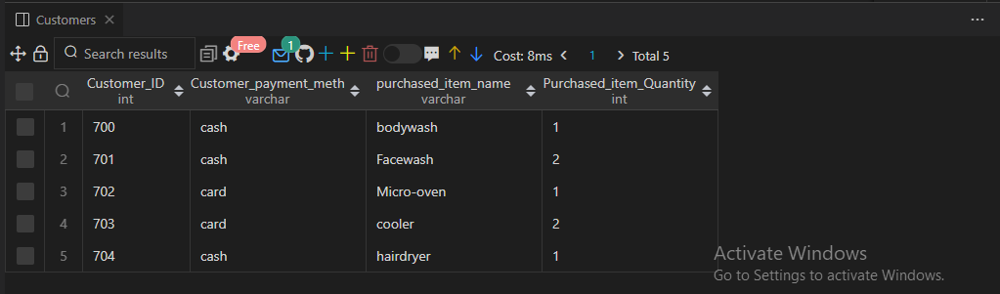 Customers
Search results Free 1 Cost: 8ms 1 Total 5
Customer_ID Customer_payment_meth purchased_item_name Purchased_item_Quantity
int varchar varchar int
1 700 cash bodywash 1
2 701 cash Facewash 2
3 702 card Micro-oven 1
4 703 card cooler 2
5 704 cash hairdryer 1
Activate Windows
Go to Settings to activate Windows.